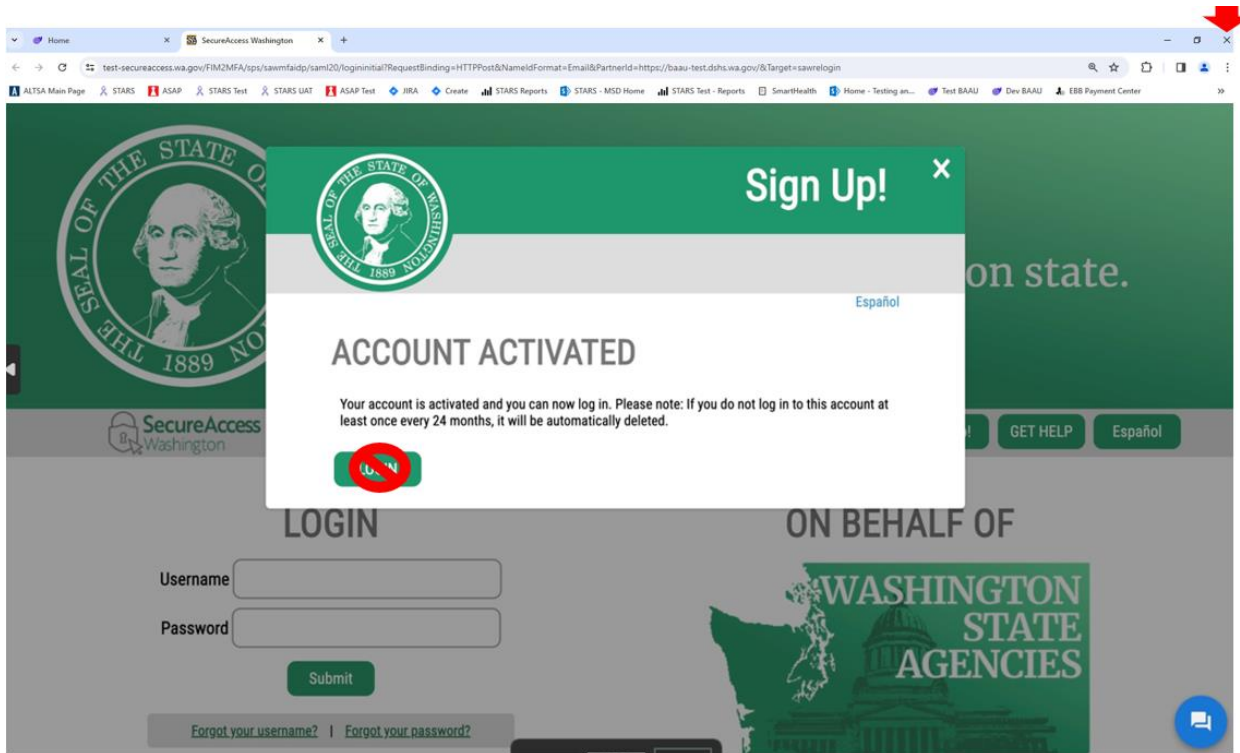 Home
SecureAccess Washington
test-secureaccess.wa.gov/FIM2MFA/sps/sawmfaidp/saml20/logininitial?RequestBinding=HTTPPost&NameIdFormat=Email&PartnerId=https://baau-test.dshs.wa.gov/&Target=sawrelogin
ALTSA Main Page STARS ASAP STARS Test STARS UAT ASAP Test JIRA Create STARS Reports STARS - MSD Home STARS Test - Reports SmartHealth Home - Testing an... Test BAAU Dev BAAU EBB Payment Center
THE SEAL OF THE STATE OF WASHINGTON 1889
Sign Up!
on state.
Español
ACCOUNT ACTIVATED
Your account is activated and you can now log in. Please note: If you do not log in to this account at
least once every 24 months, it will be automatically deleted.
LOGIN
SecureAccess
Washington
GET HELP
Español
THE SEAL STATE 1889 NO
LOGIN
ON BEHALF OF
Username
Password
Submit
Forgot your username? | Forgot your password?
WASHINGTON
STATE
AGENCIES